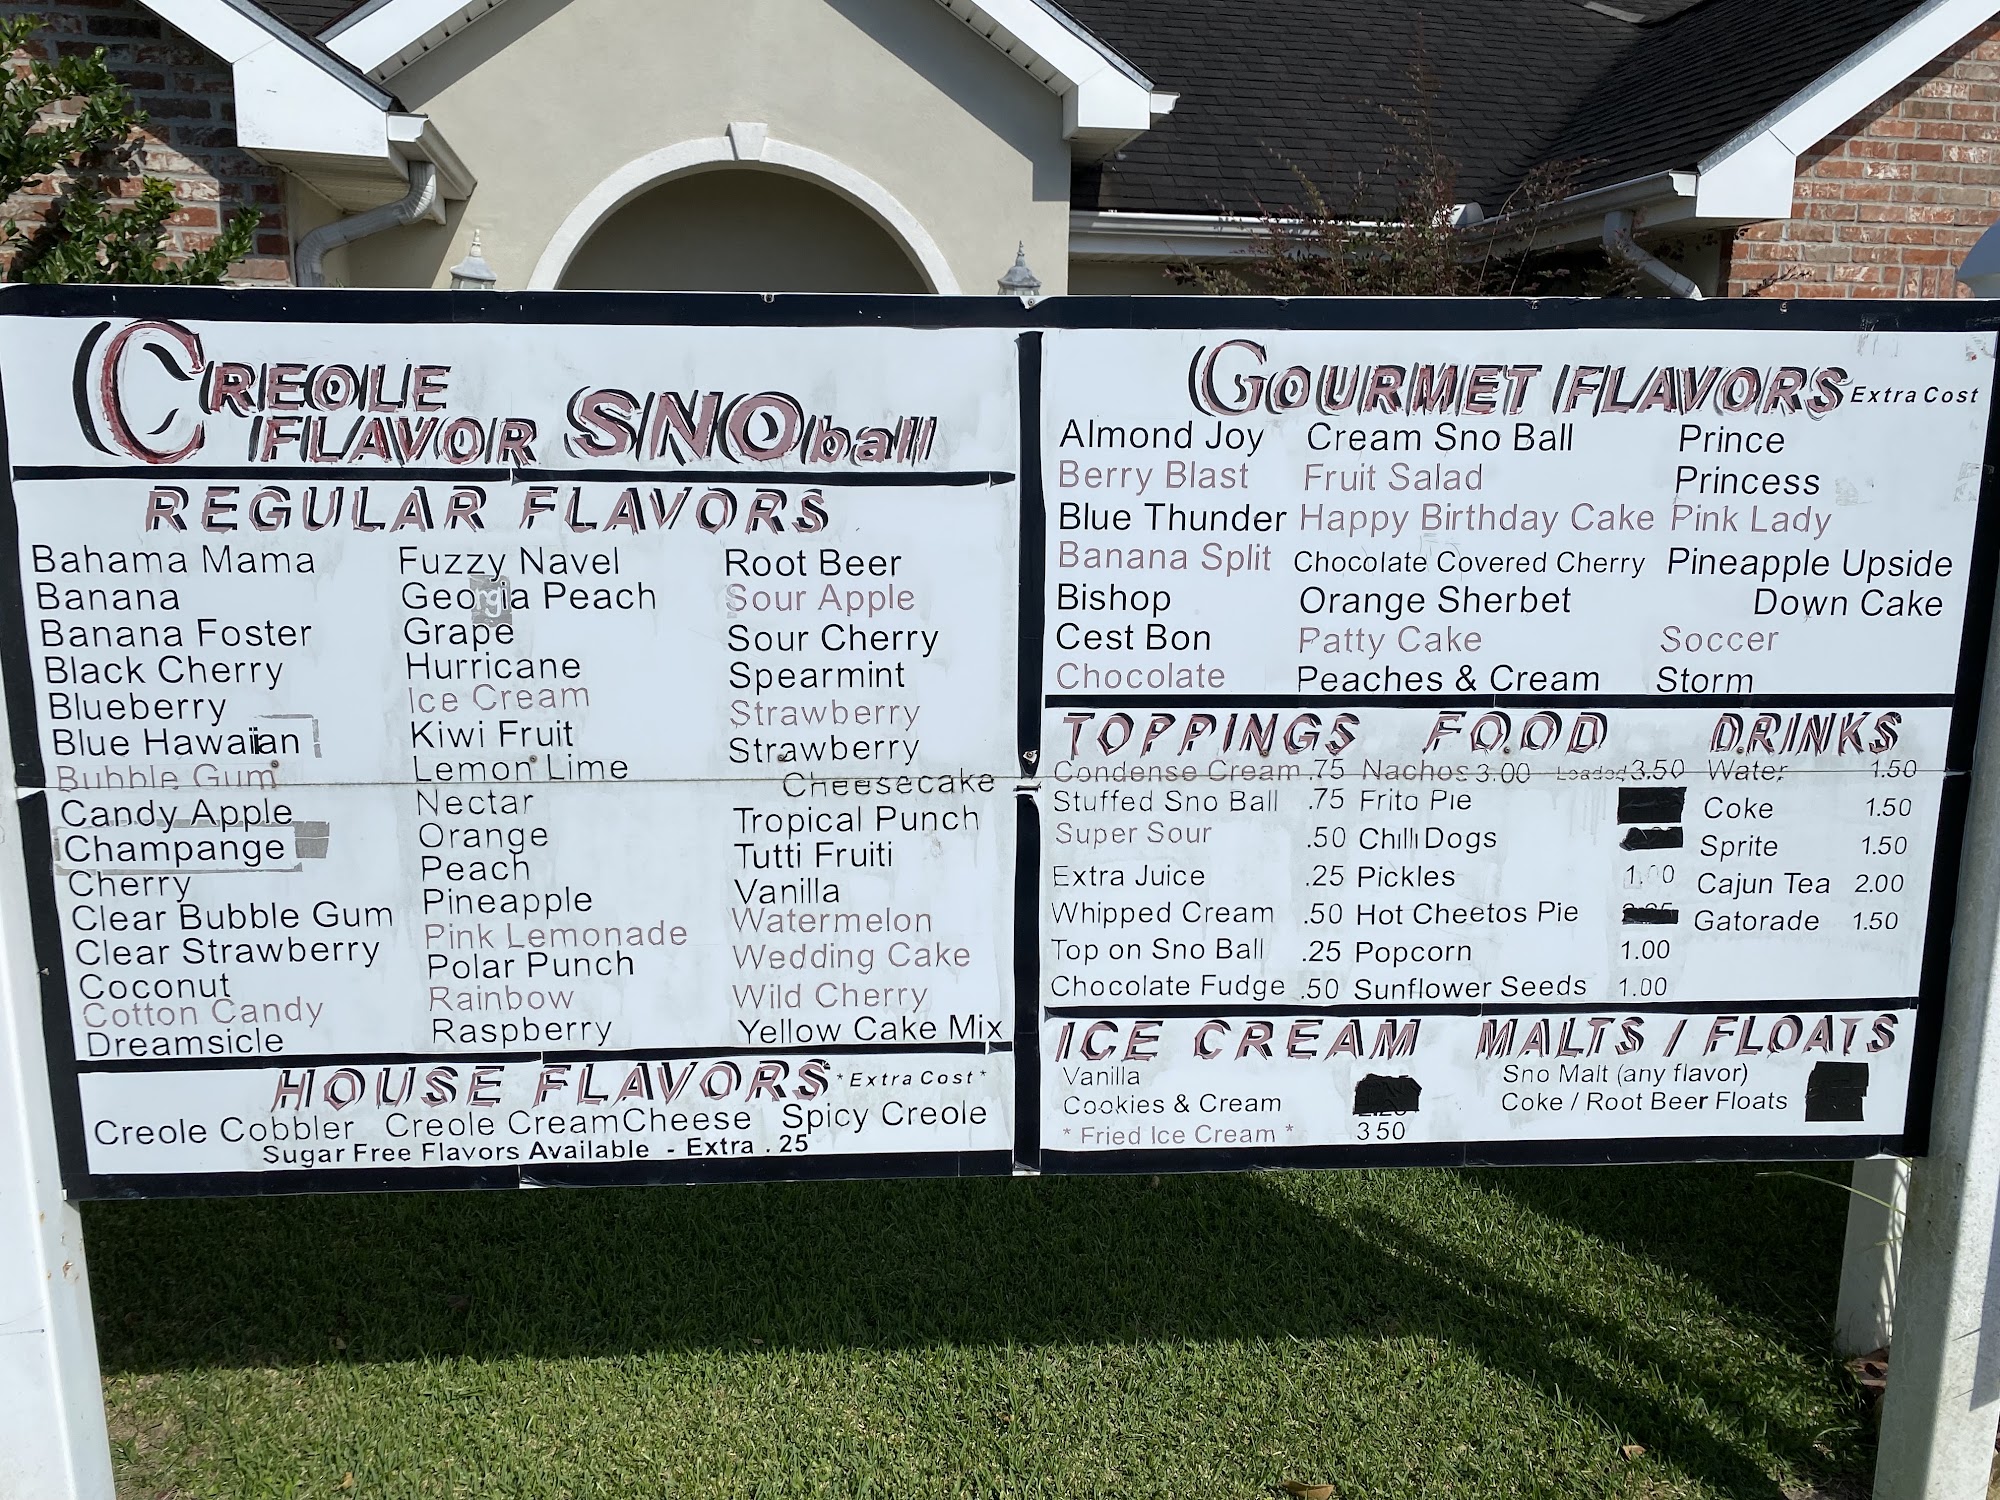 CREOLE
FLAVOR SNOball
REGULAR FLAVORS
Bahama Mama
Banana
Banana Foster
Black Cherry
Blueberry
Blue Hawaiian
Bubble Gum
Candy Apple
Champange
Cherry
Clear Bubble Gum
Clear Strawberry
Coconut
Cotton Candy
Dreamsicle
Fuzzy Navel
Georgia Peach
Grape
Hurricane
Ice Cream
Kiwi Fruit
Lemon Lime
Nectar
Orange
Peach
Pineapple
Pink Lemonade
Polar Punch
Rainbow
Raspberry
Root Beer
Sour Apple
Sour Cherry
Spearmint
Strawberry
Strawberry
Cheesecake
Tropical Punch
Tutti Fruiti
Vanilla
Watermelon
Wedding Cake
Wild Cherry
Yellow Cake Mix
HOUSE FLAVORS *Extra Cost*
Creole Cobbler Creole CreamCheese Spicy Creole
Sugar Free Flavors Available - Extra .25
GOURMET FLAVORS Extra Cost
Almond Joy
Berry Blast
Blue Thunder
Banana Split
Bishop
Cest Bon
Chocolate
Cream Sno Ball
Fruit Salad
Happy Birthday Cake
Chocolate Covered Cherry
Orange Sherbet
Patty Cake
Peaches & Cream
Prince
Princess
Pink Lady
Pineapple Upside
Down Cake
Soccer
Storm
TOPPINGS
Condense Cream .75
Stuffed Sno Ball .75
Super Sour .50
Extra Juice .25
Whipped Cream .50
Top on Sno Ball .25
Chocolate Fudge .50
FOOD
Nachos 3.00 Loaded 3.50
Frito Pie
Chilli Dogs
Pickles 1.00
Hot Cheetos Pie
Popcorn 1.00
Sunflower Seeds 1.00
DRINKS
Water 1.50
Coke 1.50
Sprite 1.50
Cajun Tea 2.00
Gatorade 1.50
ICE CREAM
Vanilla
Cookies & Cream
* Fried Ice Cream * 3 50
MALTS / FLOATS
Sno Malt (any flavor)
Coke / Root Beer Floats